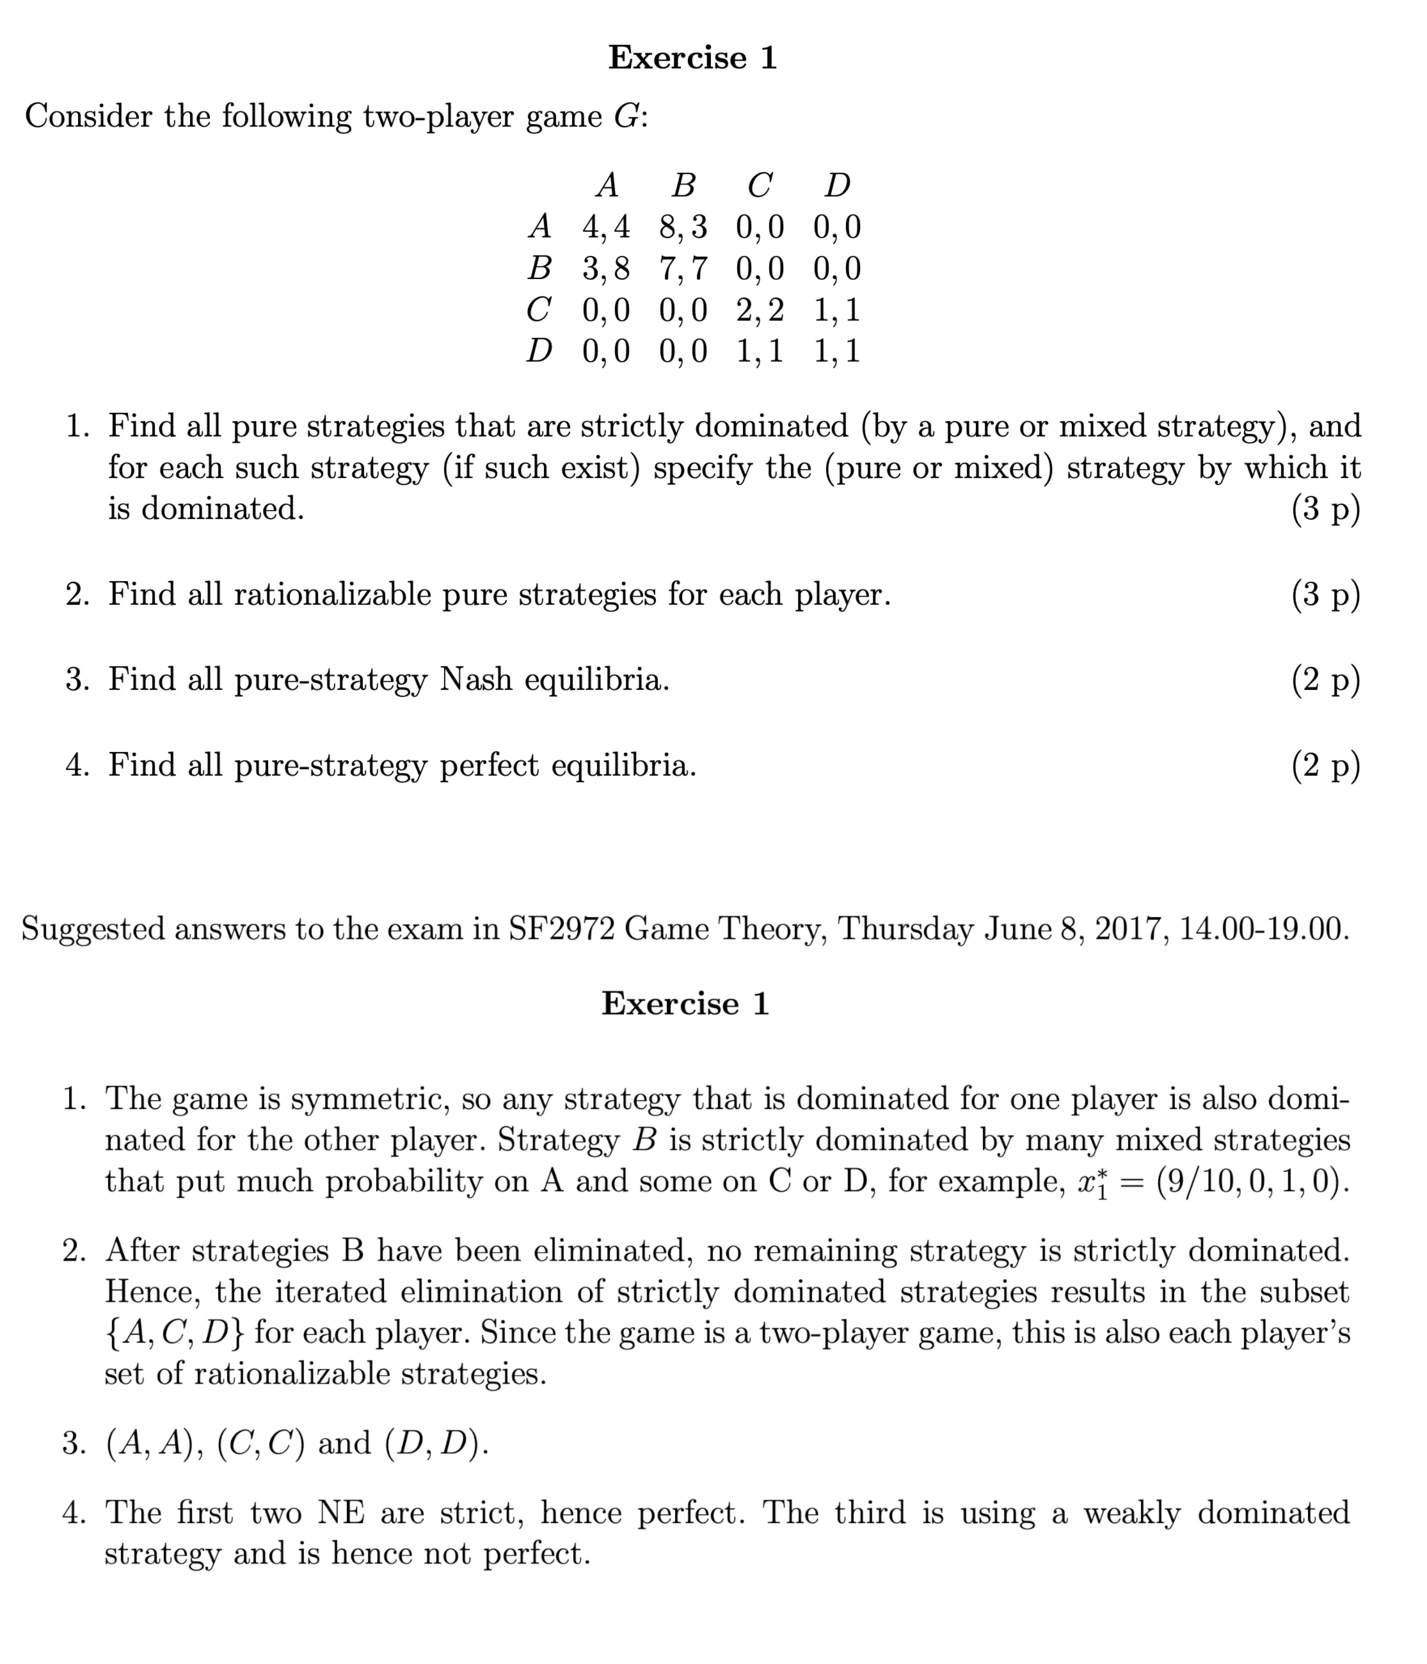 Exercise 1
Consider the following two-player game G:
A B C D
A 4, 4 8, 3 0, 0 0, 0
B 3, 8 7, 7 0, 0 0, 0
C 0, 0 0, 0 2, 2 1, 1
D 0, 0 0, 0 1, 1 1, 1
1. Find all pure strategies that are strictly dominated (by a pure or mixed strategy), and
for each such strategy (if such exist) specify the (pure or mixed) strategy by which it
is dominated. (3 p)
2. Find all rationalizable pure strategies for each player. (3 p)
3. Find all pure-strategy Nash equilibria. (2 p)
4. Find all pure-strategy perfect equilibria. (2 p)
Suggested answers to the exam in SF2972 Game Theory, Thursday June 8, 2017, 14.00-19.00.
Exercise 1
1. The game is symmetric, so any strategy that is dominated for one player is also domi-
nated for the other player. Strategy B is strictly dominated by many mixed strategies
that put much probability on A and some on C or D, for example, x₁* = (9/10, 0, 1, 0).
2. After strategies B have been eliminated, no remaining strategy is strictly dominated.
Hence, the iterated elimination of strictly dominated strategies results in the subset
{A, C, D} for each player. Since the game is a two-player game, this is also each player's
set of rationalizable strategies.
3. (A, A), (C, C) and (D, D).
4. The first two NE are strict, hence perfect. The third is using a weakly dominated
strategy and is hence not perfect.